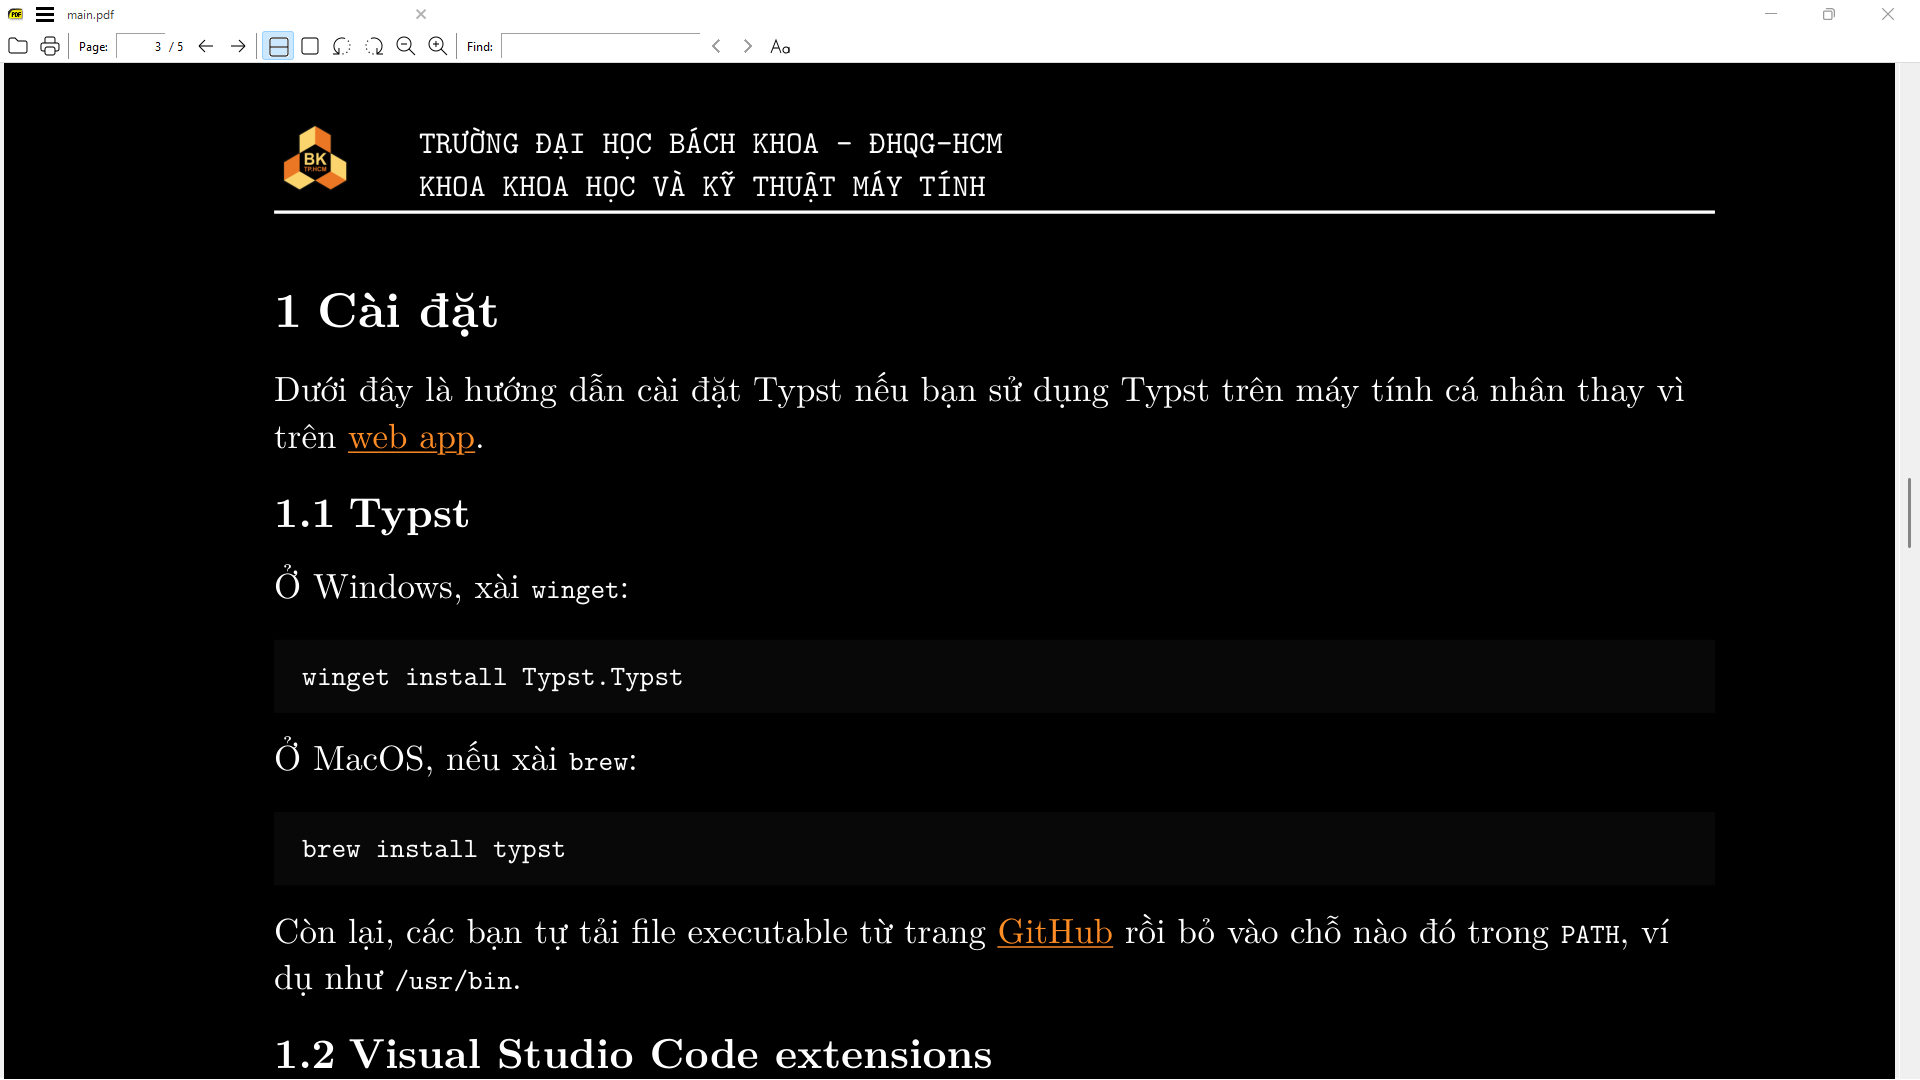 main.pdf
Page: 3 / 5 Find:
BK
TP.HCM
TRƯỜNG ĐẠI HỌC BÁCH KHOA - ĐHQG-HCM
KHOA KHOA HỌC VÀ KỸ THUẬT MÁY TÍNH
1 Cài đặt
Dưới đây là hướng dẫn cài đặt Typst nếu bạn sử dụng Typst trên máy tính cá nhân thay vì
trên web app.
1.1 Typst
Ở Windows, xài winget:
winget install Typst.Typst
Ở MacOS, nếu xài brew:
brew install typst
Còn lại, các bạn tự tải file executable từ trang GitHub rồi bỏ vào chỗ nào đó trong PATH, ví
dụ như /usr/bin.
1.2 Visual Studio Code extensions